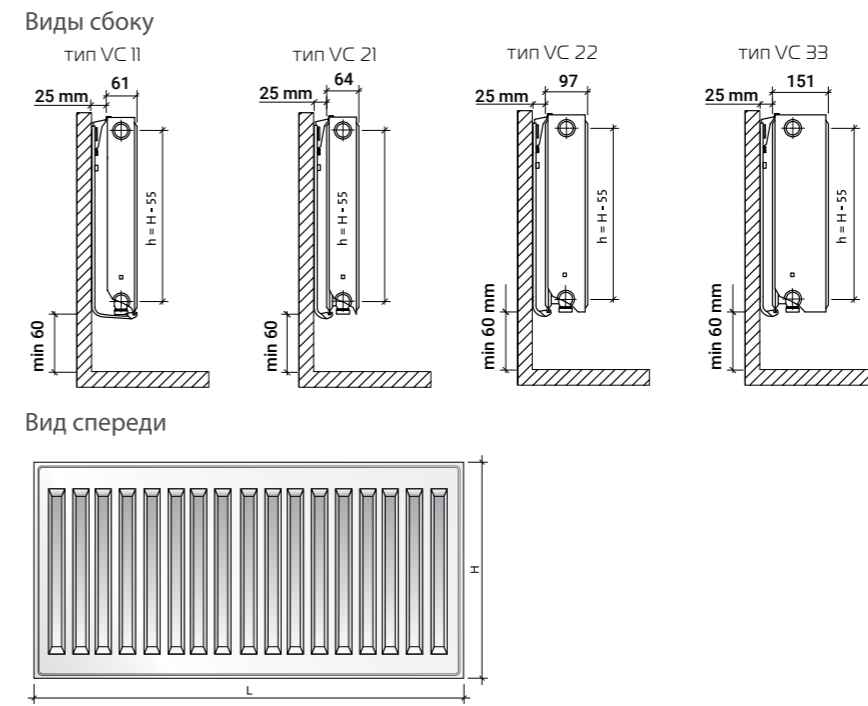 Виды сбоку
тип VC 11
тип VC 21
тип VC 22
тип VC 33
25 mm
61
25 mm
64
25 mm
97
25 mm
151
h = H - 55
h = H - 55
h = H - 55
h = H - 55
min 60
min 60
min 60 mm
min 60 mm
Вид спереди
H
L